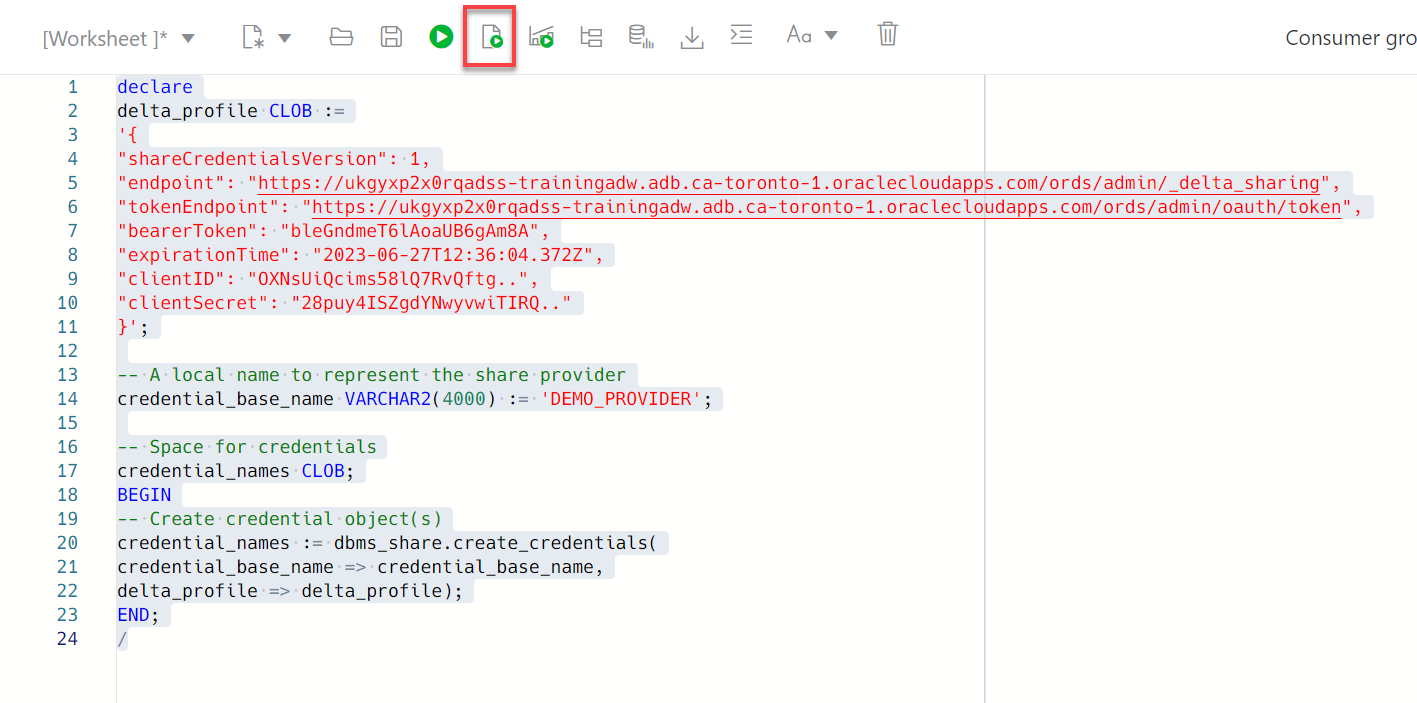 [Worksheet ]*
Aa
Consumer gro
1 declare
2 delta_profile CLOB :=
3 '{
4 "shareCredentialsVersion": 1,
5 "endpoint": "https://ukgyxp2x0rqadss-trainingadw.adb.ca-toronto-1.oraclecloudapps.com/ords/admin/_delta_sharing",
6 "tokenEndpoint": "https://ukgyxp2x0rqadss-trainingadw.adb.ca-toronto-1.oraclecloudapps.com/ords/admin/oauth/token",
7 "bearerToken": "bleGndmeT6lAoaUB6gAm8A",
8 "expirationTime": "2023-06-27T12:36:04.372Z",
9 "clientID": "OXNsUiQcims58lQ7RvQftg..",
10 "clientSecret": "28puy4ISZgdYNwyvwiTIRQ.."
11 }';
12
13 -- A local name to represent the share provider
14 credential_base_name VARCHAR2(4000) := 'DEMO_PROVIDER';
15
16 -- Space for credentials
17 credential_names CLOB;
18 BEGIN
19 -- Create credential object(s)
20 credential_names := dbms_share.create_credentials(
21 credential_base_name => credential_base_name,
22 delta_profile => delta_profile);
23 END;
24 /